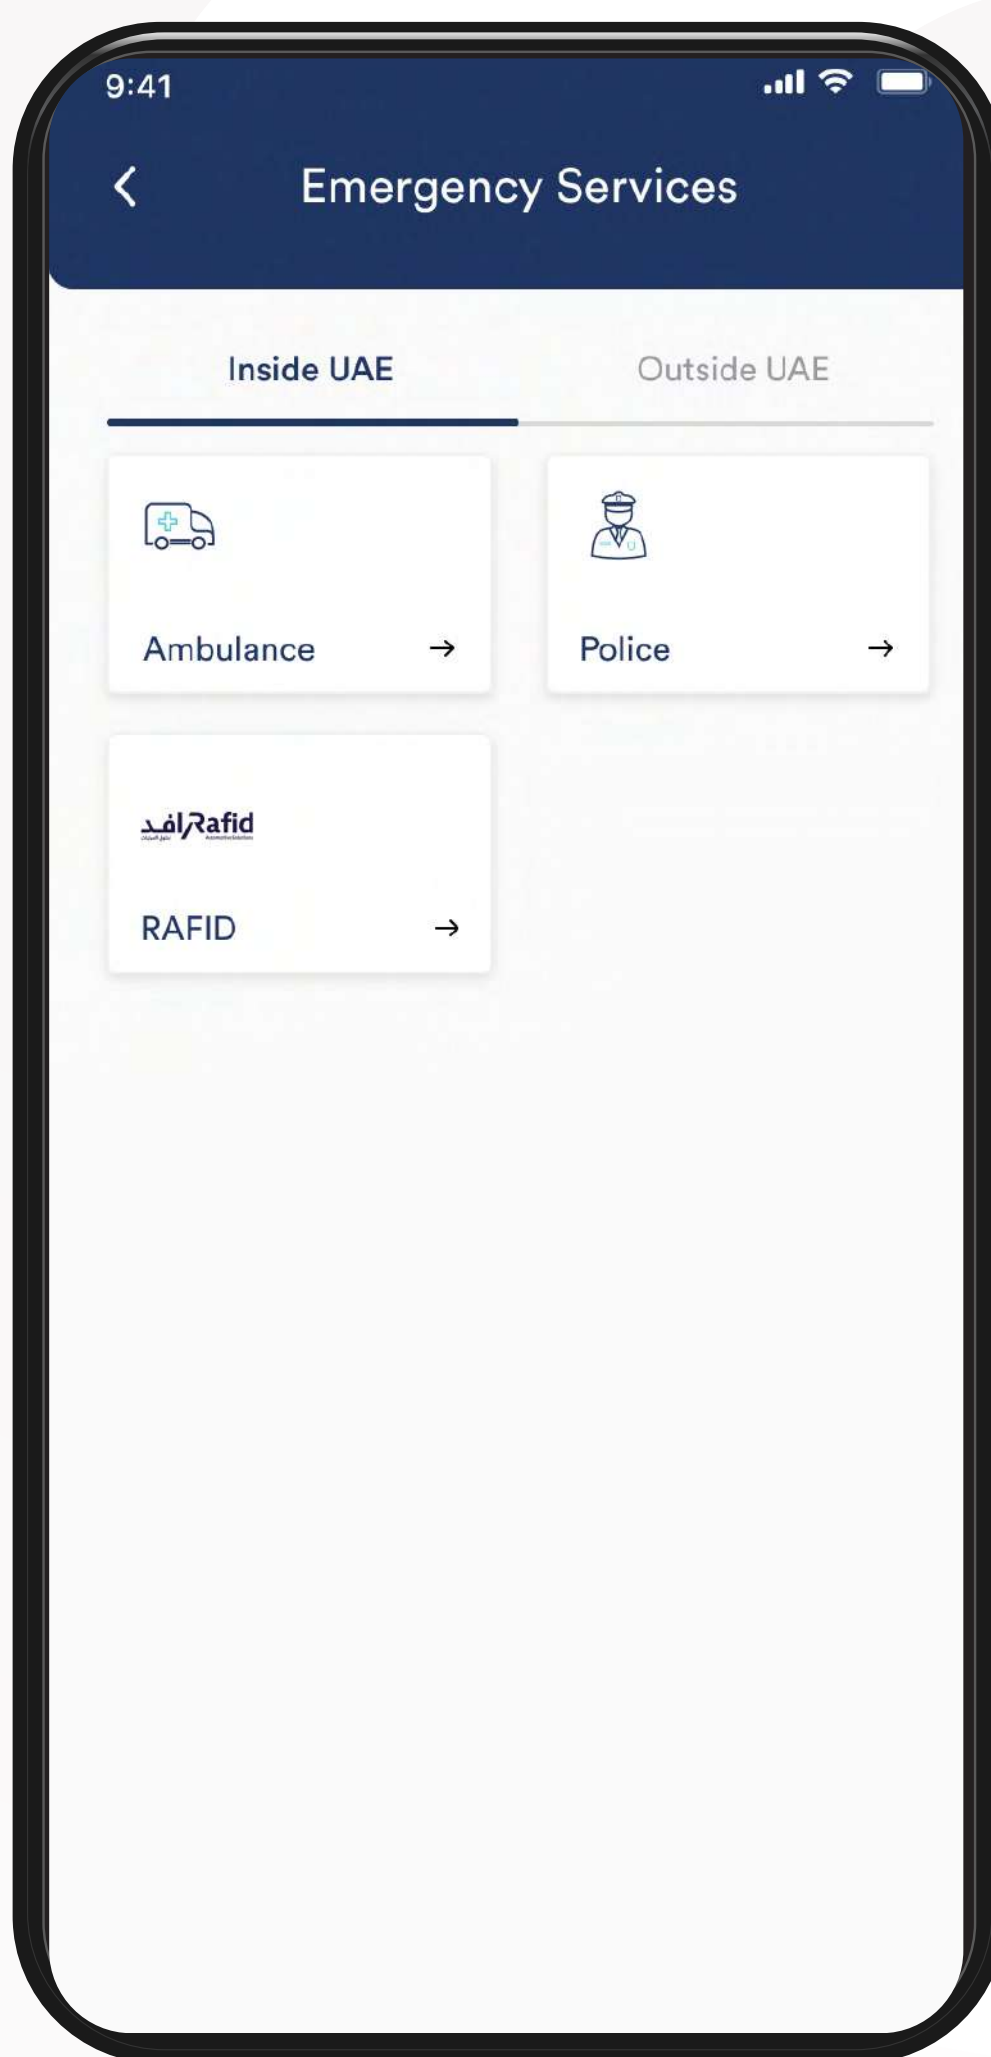 9:41
Emergency Services
Inside UAE
Outside UAE
Ambulance →
Police →
رافد Rafid
RAFID →